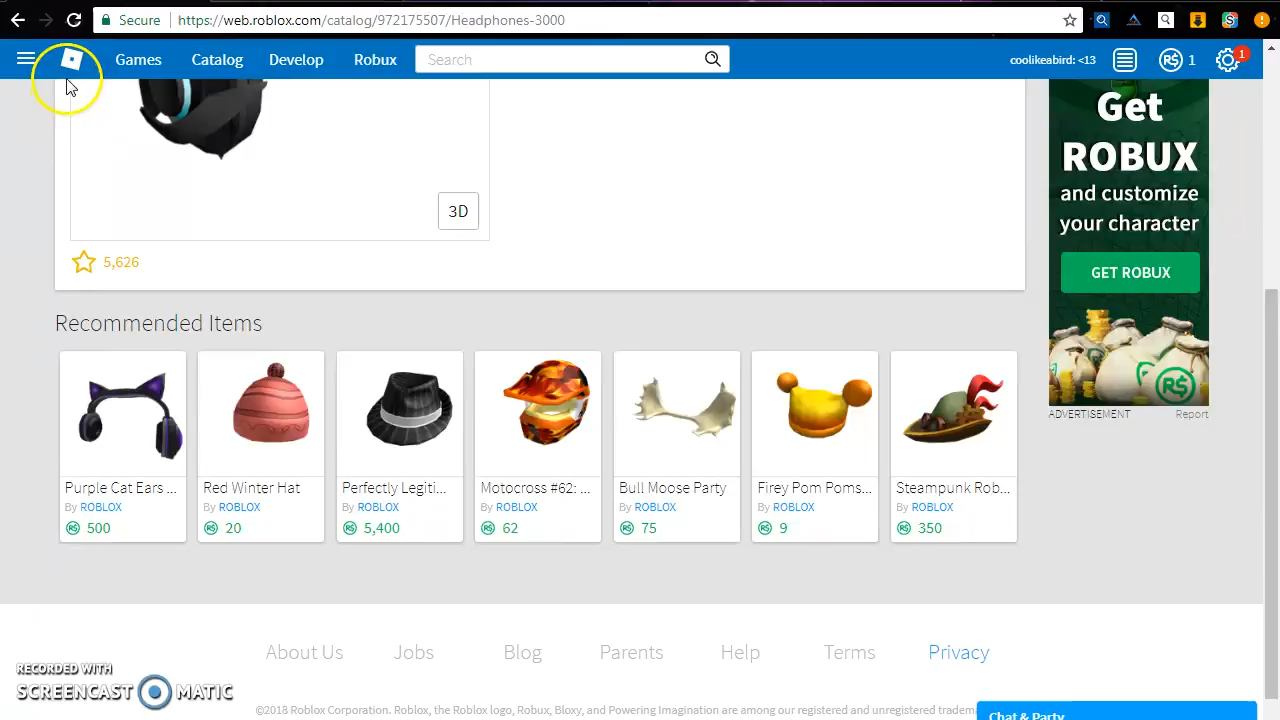 Secure https://web.roblox.com/catalog/972175507/Headphones-3000
Games Catalog Develop Robux Search coolikeabird: <13 R$ 1 1
3D
5,626
Get
ROBUX
and customize
your character
GET ROBUX
R$
ADVERTISEMENT Report
Recommended Items
Purple Cat Ears ... Red Winter Hat Perfectly Legiti... Motocross #62: ... Bull Moose Party Firey Pom Poms... Steampunk Rob...
By ROBLOX By ROBLOX By ROBLOX By ROBLOX By ROBLOX By ROBLOX By ROBLOX
R$ 500 R$ 20 R$ 5,400 R$ 62 R$ 75 R$ 9 R$ 350
About Us Jobs Blog Parents Help Terms Privacy
RECORDED WITH
SCREENCAST MATIC
©2018 Roblox Corporation. Roblox, the Roblox logo, Robux, Bloxy, and Powering Imagination are among our registered and unregistered
Chat & Party